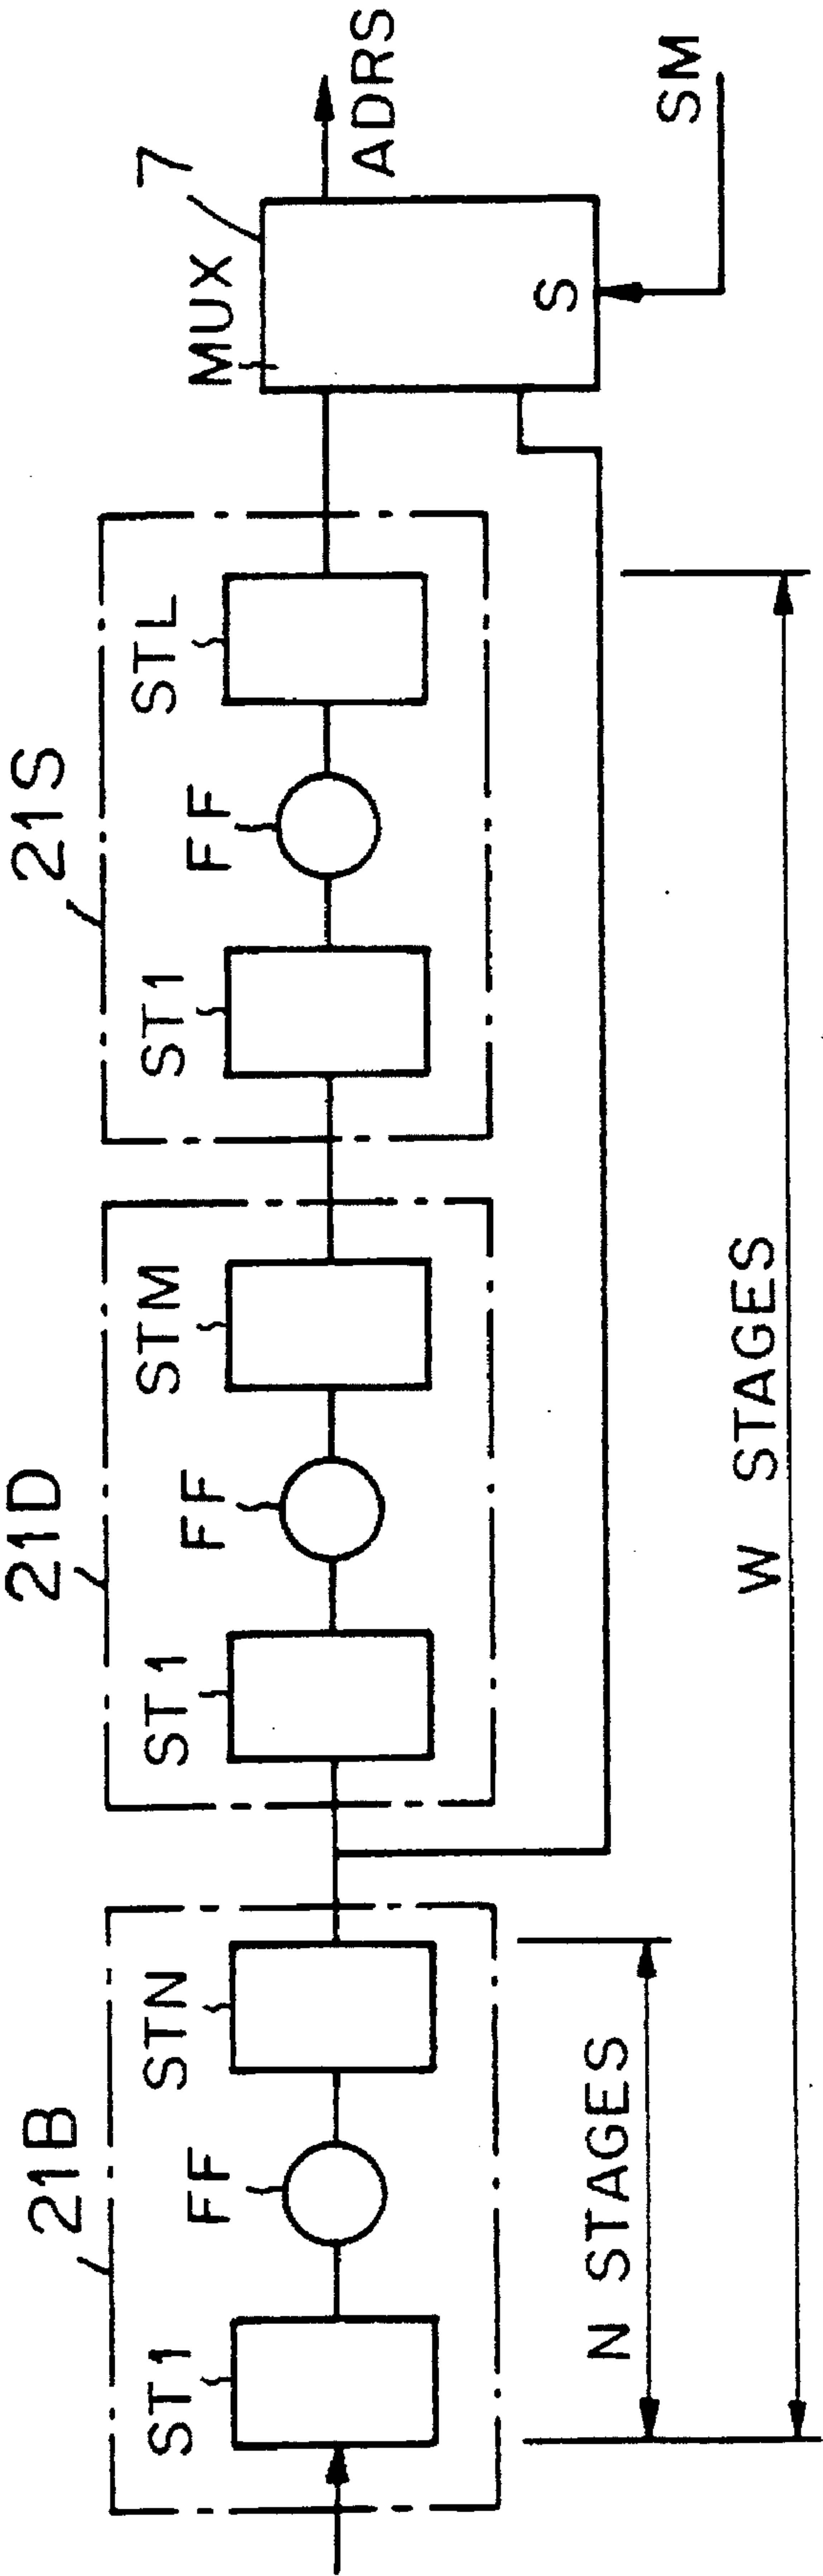 21B
21D
21S
ST1
FF
STN
ST1
FF
STM
ST1
FF
STL
MUX
7
ADRS
S
SM
N STAGES
W STAGES